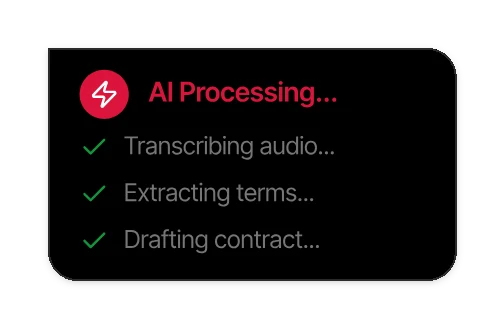 AI Processing...
Transcribing audio...
Extracting terms...
Drafting contract...